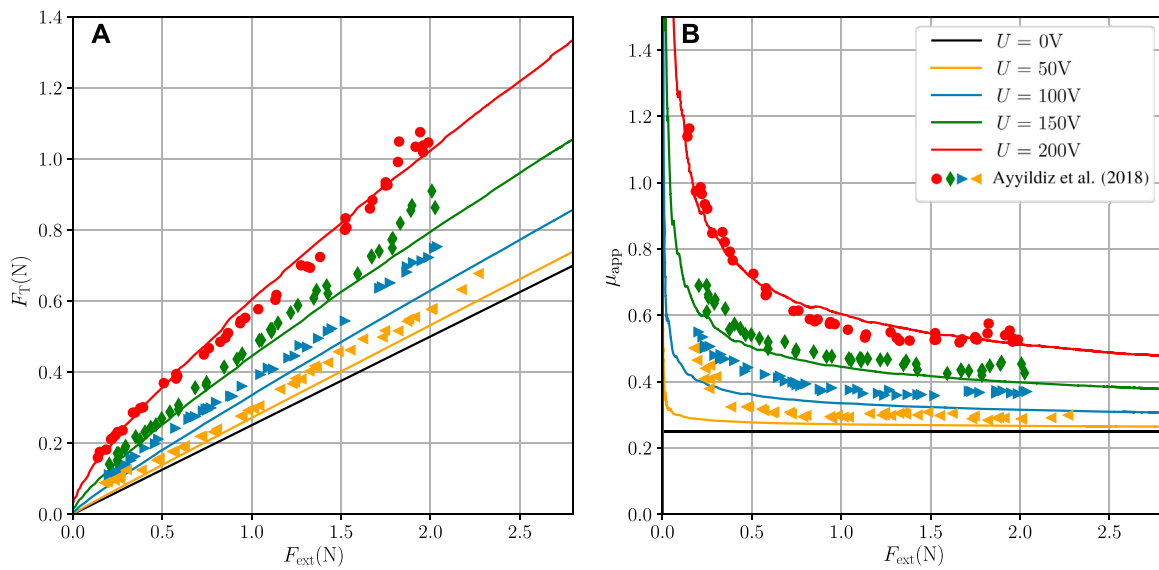 A
1.4
1.2
1.0
0.8
0.6
0.4
0.2
0.0
F_T(N)
0.0 0.5 1.0 1.5 2.0 2.5
F_ext(N)
B
1.4
1.2
1.0
0.8
0.6
0.4
0.2
0.0
μ_app
0.0 0.5 1.0 1.5 2.0 2.5
F_ext(N)
U = 0V
U = 50V
U = 100V
U = 150V
U = 200V
Ayyildiz et al. (2018)